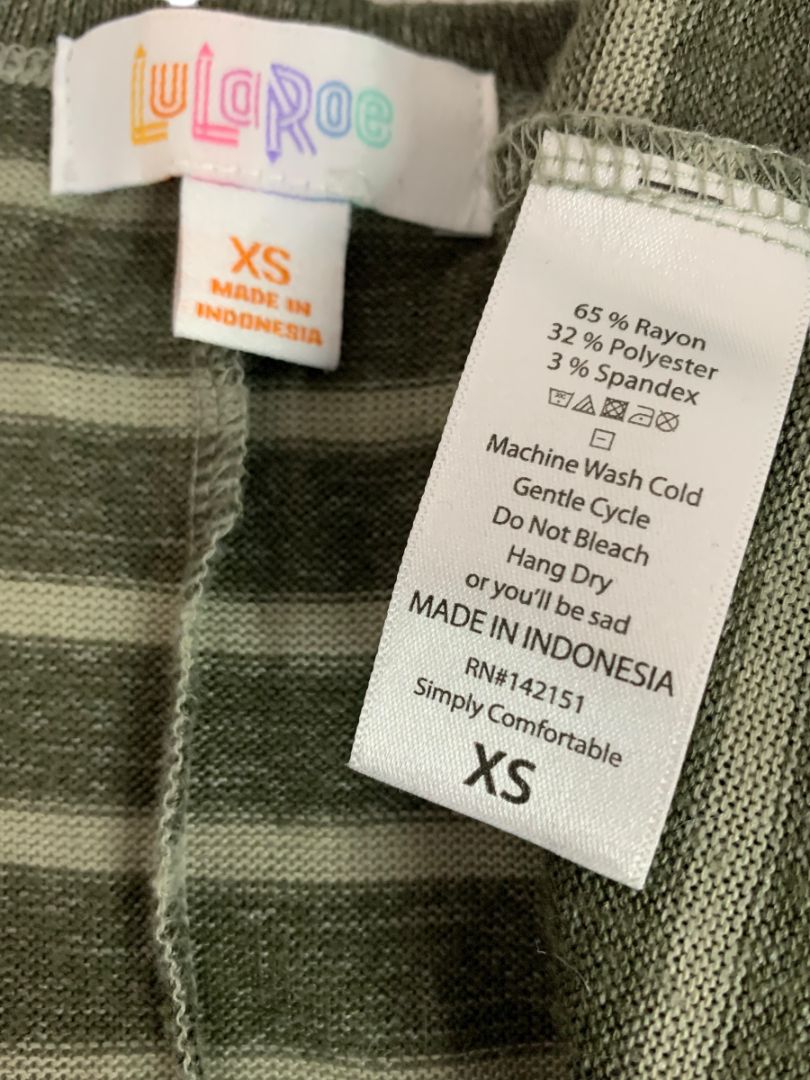 LuLaRoe
XS
MADE IN
INDONESIA
65 % Rayon
32 % Polyester
3 % Spandex
Machine Wash Cold
Gentle Cycle
Do Not Bleach
Hang Dry
or you'll be sad
MADE IN INDONESIA
RN#142151
Simply Comfortable
XS